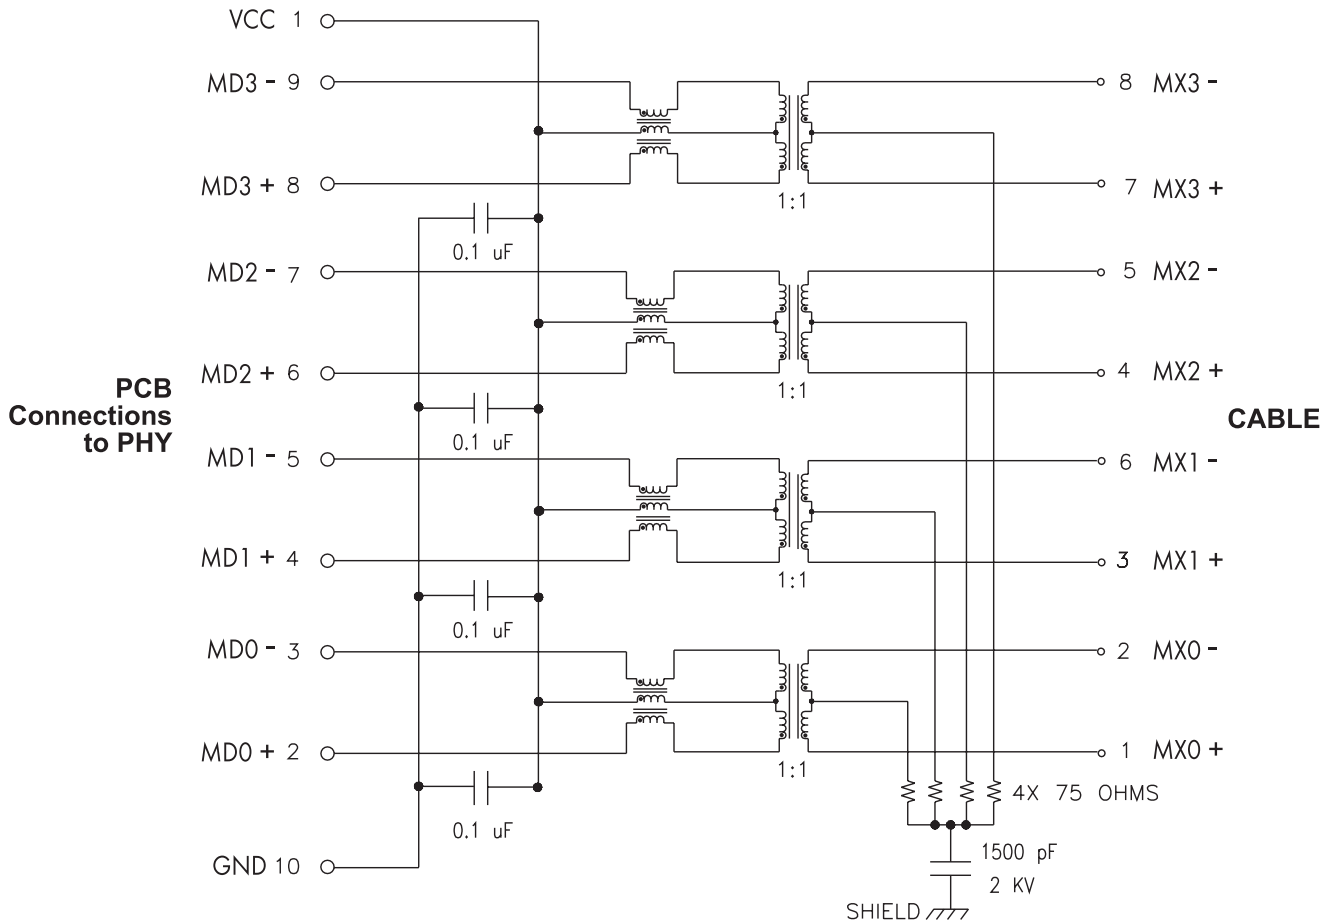 VCC 1
MD3 - 9
8 MX3 -
MD3 + 8
7 MX3 +
1:1
0.1 uF
MD2 - 7
5 MX2 -
MD2 + 6
4 MX2 +
1:1
PCB
Connections
to PHY
CABLE
0.1 uF
MD1 - 5
6 MX1 -
MD1 + 4
3 MX1 +
1:1
0.1 uF
MD0 - 3
2 MX0 -
MD0 + 2
1 MX0 +
1:1
4X 75 OHMS
0.1 uF
GND 10
1500 pF
2 KV
SHIELD